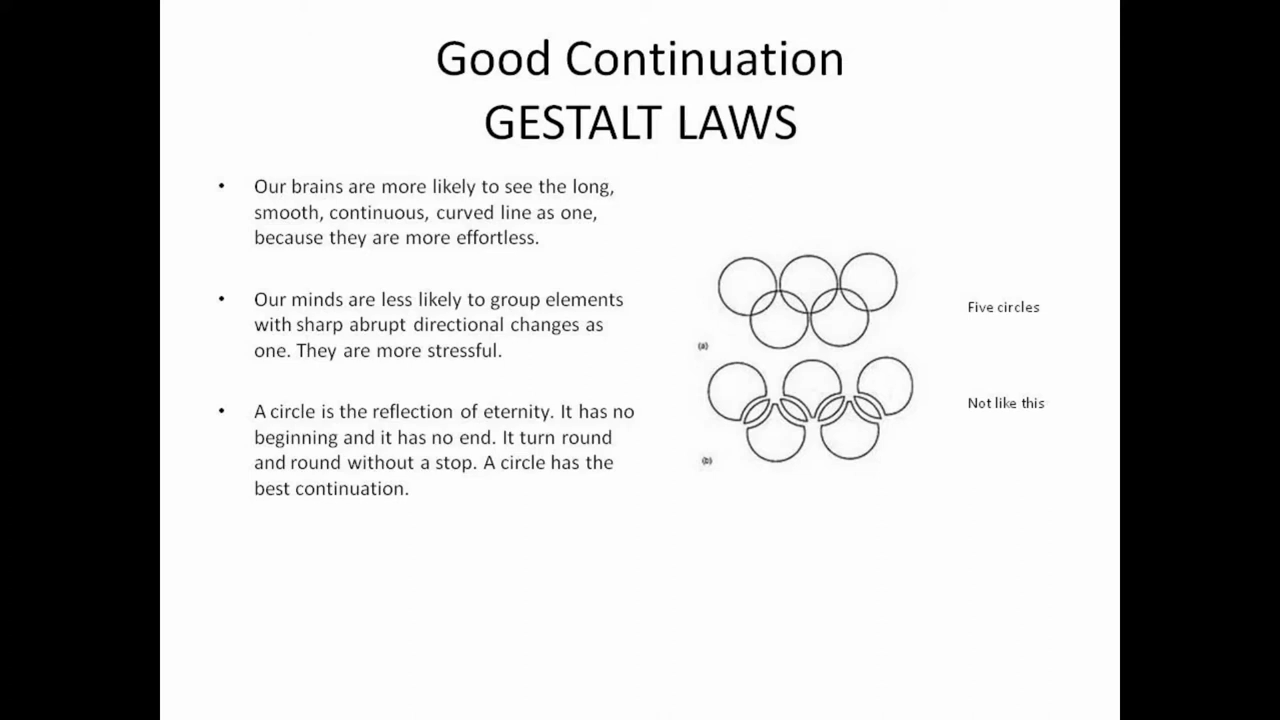 Good Continuation
GESTALT LAWS
• Our brains are more likely to see the long,
smooth, continuous, curved line as one,
because they are more effortless.
• Our minds are less likely to group elements
with sharp abrupt directional changes as
one. They are more stressful.
• A circle is the reflection of eternity. It has no
beginning and it has no end. It turn round
and round without a stop. A circle has the
best continuation.
Five circles
(a)
Not like this
(b)